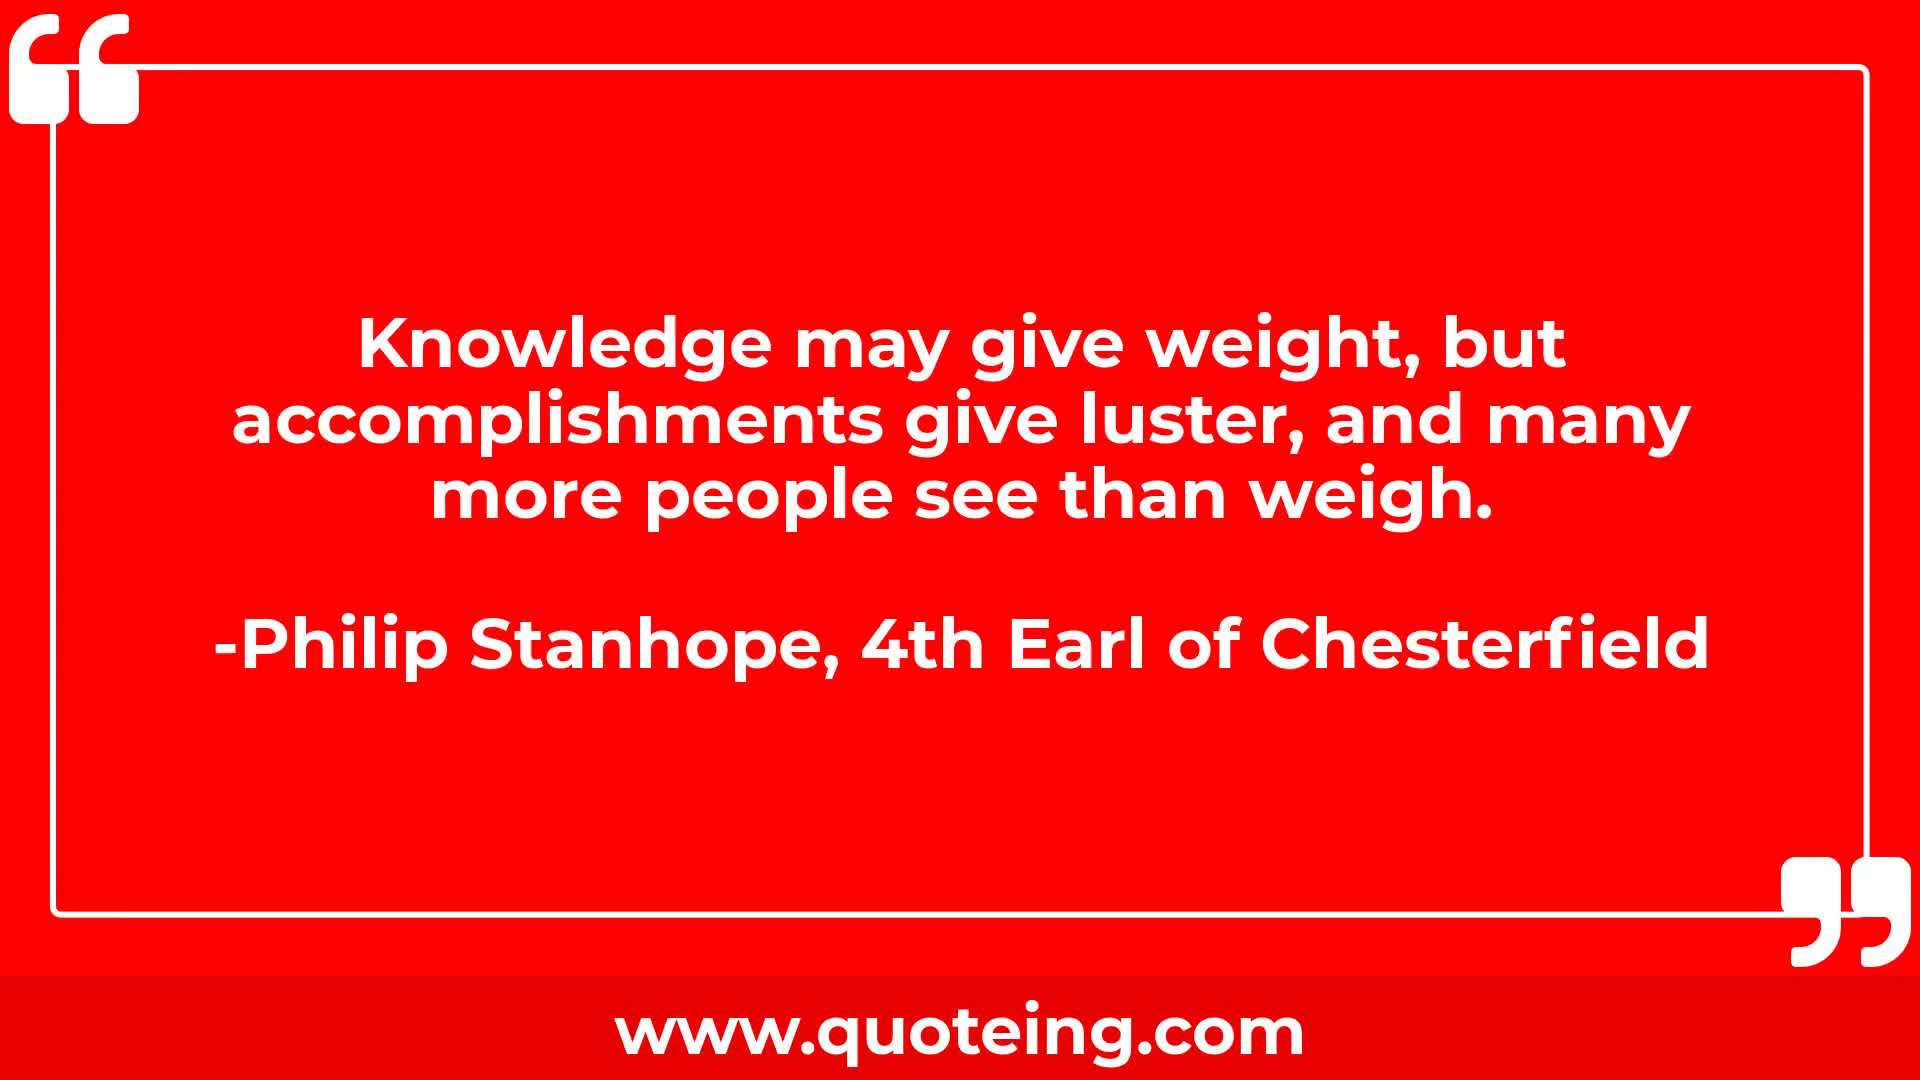 Knowledge may give weight, but
accomplishments give luster, and many
more people see than weigh.
-Philip Stanhope, 4th Earl of Chesterfield
www.quoteing.com